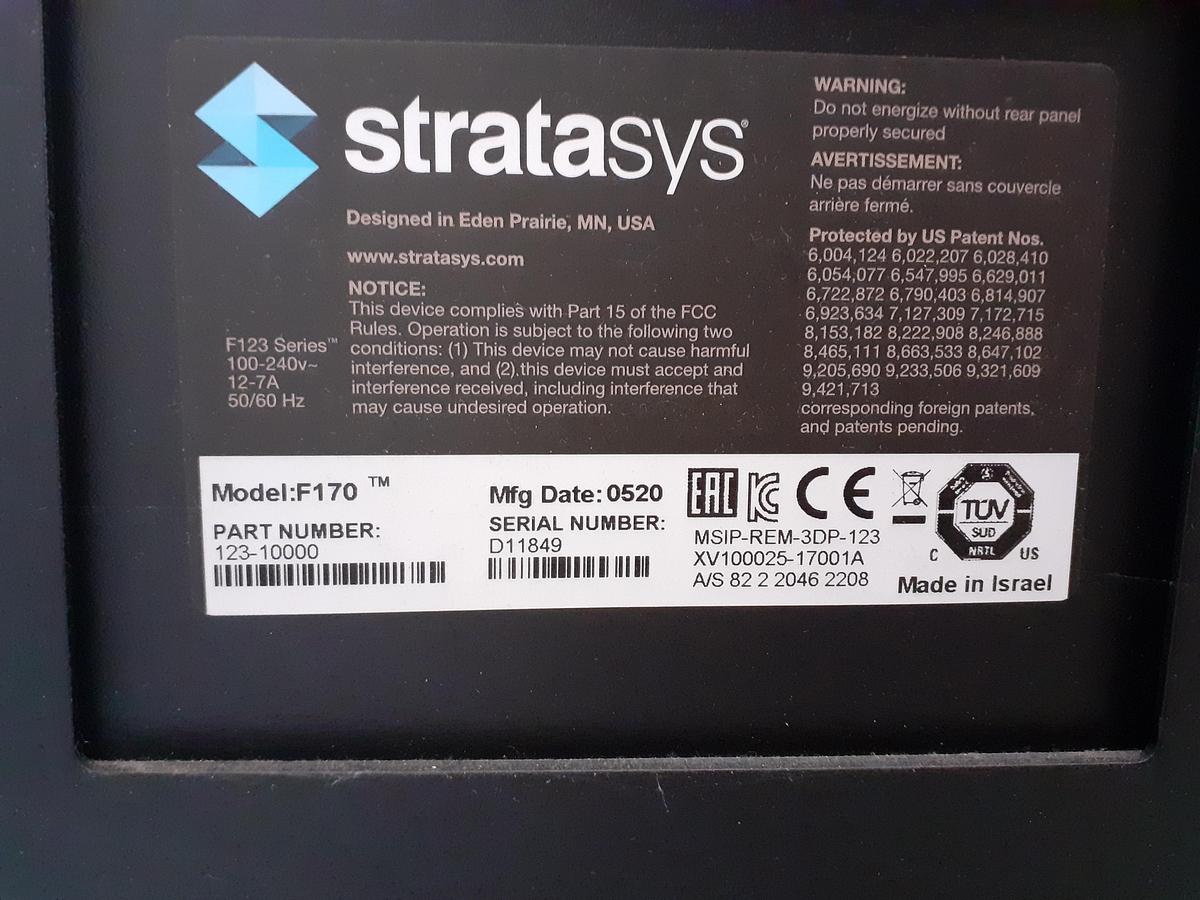 stratasys®
Designed in Eden Prairie, MN, USA
www.stratasys.com
NOTICE:
This device complies with Part 15 of the FCC
Rules. Operation is subject to the following two
conditions: (1) This device may not cause harmful
interference, and (2) this device must accept and
interference received, including interference that
may cause undesired operation.
F123 Series™
100-240v~
12-7A
50/60 Hz
WARNING:
Do not energize without rear panel
properly secured
AVERTISSEMENT:
Ne pas démarrer sans couvercle
arrière fermé.
Protected by US Patent Nos.
6,004,124 6,022,207 6,028,410
6,054,077 6,547,995 6,629,011
6,722,872 6,790,403 6,814,907
6,923,634 7,127,309 7,172,715
8,153,182 8,222,908 8,246,888
8,465,111 8,663,533 8,647,102
9,205,690 9,233,506 9,321,609
9,421,713
corresponding foreign patents,
and patents pending.
Model:F170 ™
PART NUMBER:
123-10000
Mfg Date: 0520
SERIAL NUMBER:
D11849
EAC KC CE
MSIP-REM-3DP-123
XV100025-17001A
A/S 82 2 2046 2208
TÜV
SÜD
NRTL
C US
Made in Israel